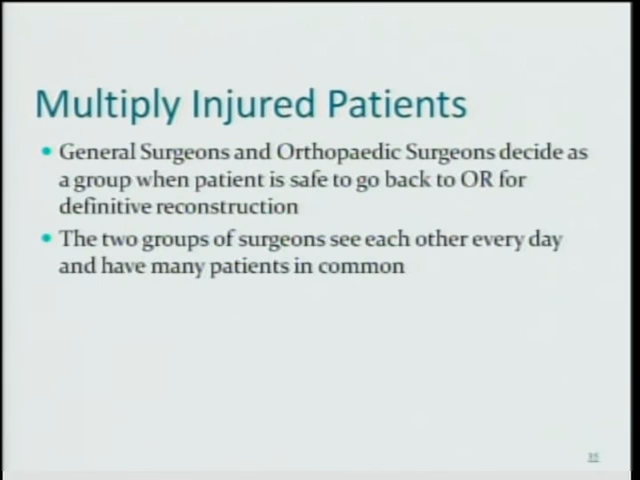 Multiply Injured Patients
• General Surgeons and Orthopaedic Surgeons decide as
a group when patient is safe to go back to OR for
definitive reconstruction
• The two groups of surgeons see each other every day
and have many patients in common